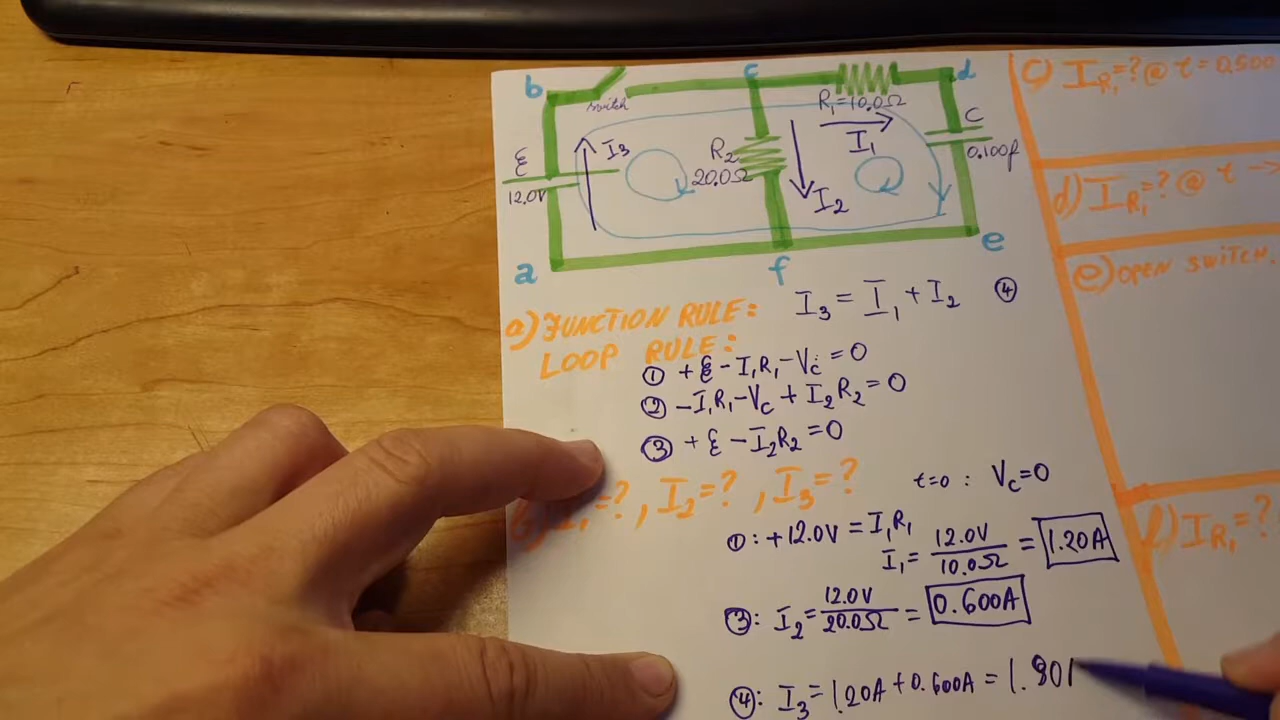 b
switch
c
d
R₁=10.0Ω
I₁
C
0.100f
ε
12.0V
I₃
R₂
20.0Ω
I₂
a
f
e
a) JUNCTION RULE: I₃ = I₁ + I₂ ④
LOOP RULE:
① +ε - I₁R₁ - Vc = 0
② -I₁R₁ - Vc + I₂R₂ = 0
③ +ε - I₂R₂ = 0
=?, I₂=?, I₃=?
t=0 : Vc=0
①: +12.0V = I₁R₁
I₁ = 12.0V/10.0Ω = 1.20A
③: I₂ = 12.0V/20.0Ω = 0.600A
④: I₃ = 1.20A + 0.600A = 1.80
c) I_R₁=? @ t = 0.500
d) I_R₁=? @ t →
e) OPEN SWITCH.
f) I_R₁=?